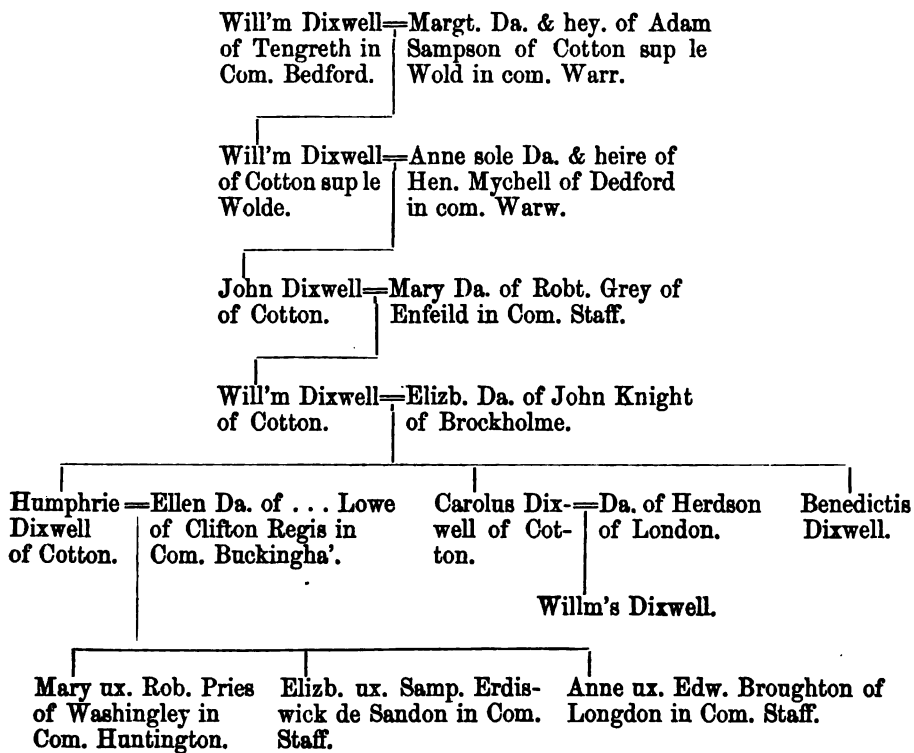 Will'm Dixwell=Margt. Da. & hey. of Adam
of Tengreth in Sampson of Cotton sup le
Com. Bedford. Wold in com. Warr.
Will'm Dixwell=Anne sole Da. & heire of
of Cotton sup le Hen. Mychell of Dedford
Wolde. in com. Warw.
John Dixwell=Mary Da. of Robt. Grey of
of Cotton. Enfeild in Com. Staff.
Will'm Dixwell=Elizb. Da. of John Knight
of Cotton. of Brockholme.
Humphrie=Ellen Da. of ... Lowe
Dixwell of Clifton Regis in
of Cotton. Com. Buckingha'.
Carolus Dix-=Da. of Herdson
well of Cot- of London.
ton.
Benedictis
Dixwell.
Willm's Dixwell.
Mary ux. Rob. Pries
of Washingley in
Com. Huntington.
Elizb. ux. Samp. Erdis-
wick de Sandon in Com.
Staff.
Anne ux. Edw. Broughton of
Longdon in Com. Staff.